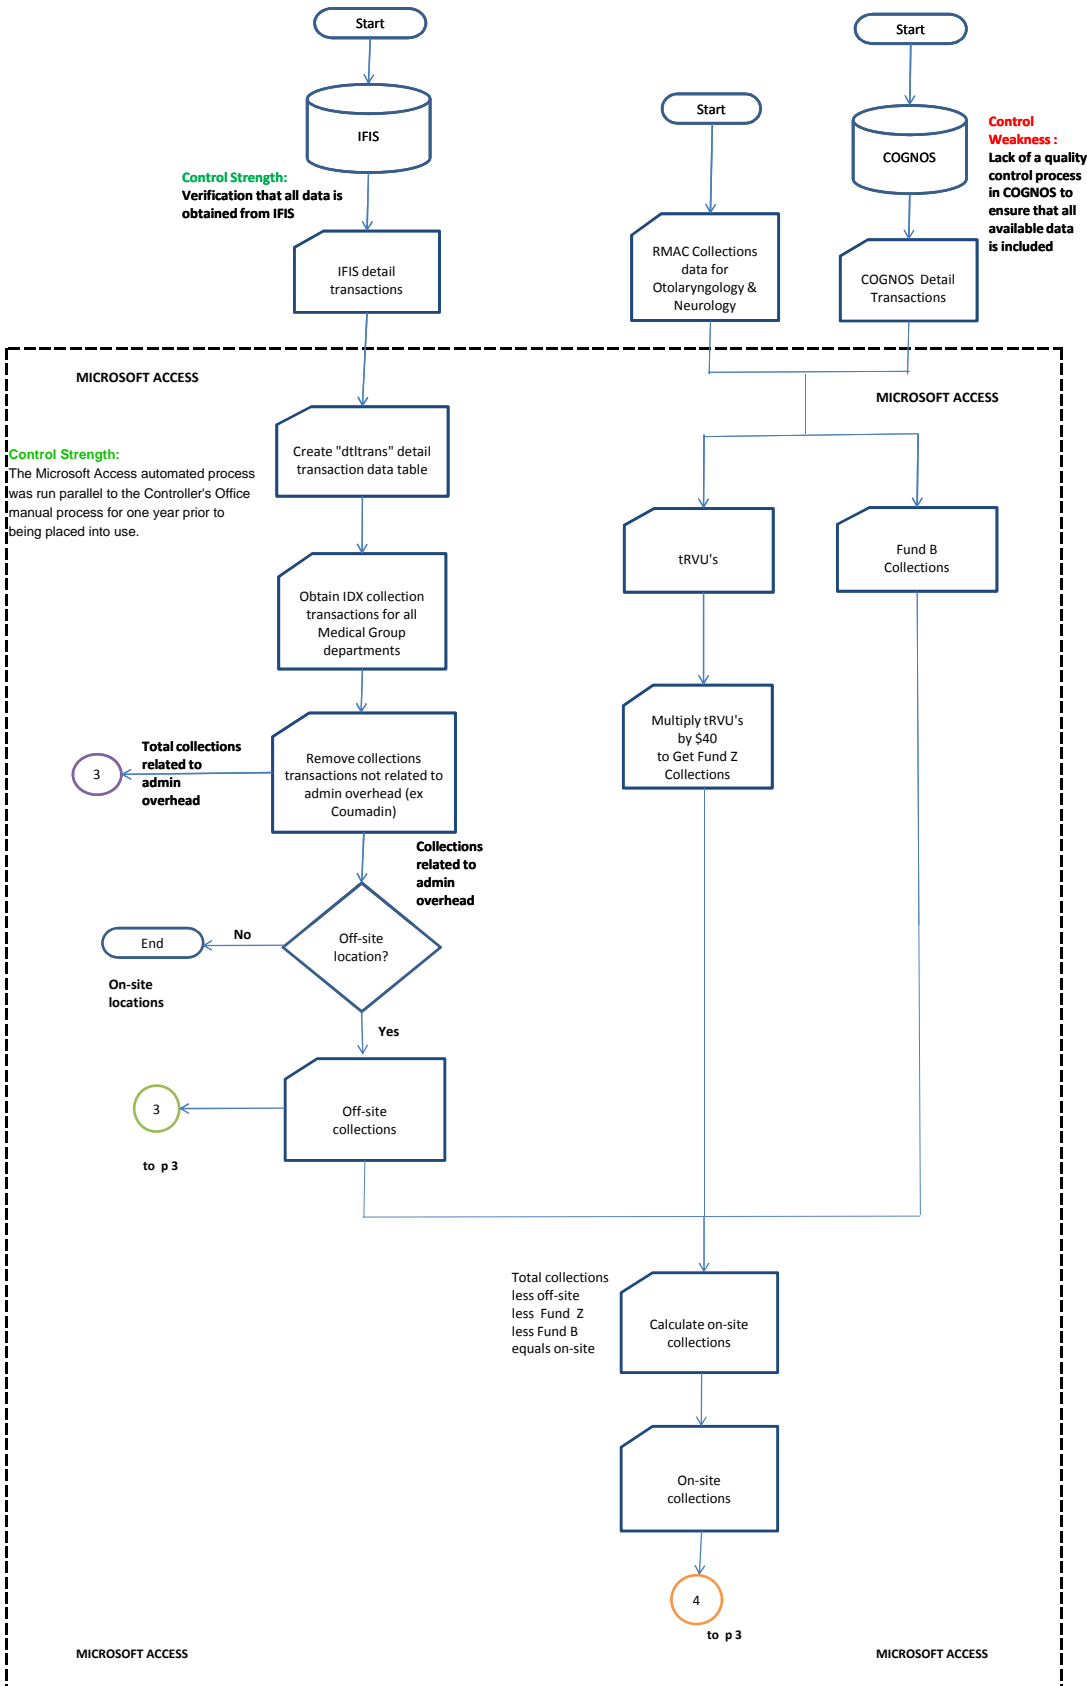 Start
Start
Start
IFIS
COGNOS
Control
Weakness :
Lack of a quality
control process
in COGNOS to
ensure that all
available data
is included
Control Strength:
Verification that all data is
obtained from IFIS
IFIS detail
transactions
RMAC Collections
data for
Otolaryngology &
Neurology
COGNOS Detail
Transactions
MICROSOFT ACCESS
MICROSOFT ACCESS
Control Strength:
The Microsoft Access automated process
was run parallel to the Controller's Office
manual process for one year prior to
being placed into use.
Create "dtltrans" detail
transaction data table
tRVU's
Fund B
Collections
Obtain IDX collection
transactions for all
Medical Group
departments
Multiply tRVU's
by $40
to Get Fund Z
Collections
Total collections
related to
admin
overhead
3
Remove collections
transactions not related to
admin overhead (ex
Coumadin)
Collections
related to
admin
overhead
End
No
Off-site
location?
On-site
locations
Yes
3
Off-site
collections
to p 3
Total collections
less off-site
less Fund Z
less Fund B
equals on-site
Calculate on-site
collections
On-site
collections
4
to p 3
MICROSOFT ACCESS
MICROSOFT ACCESS